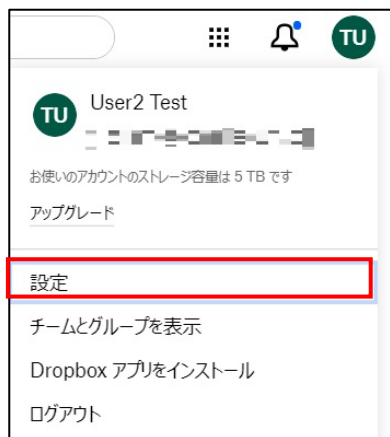 TU
TU
User2 Test
お使いのアカウントのストレージ容量は 5 TB です
アップグレード
設定
チームとグループを表示
Dropbox アプリをインストール
ログアウト